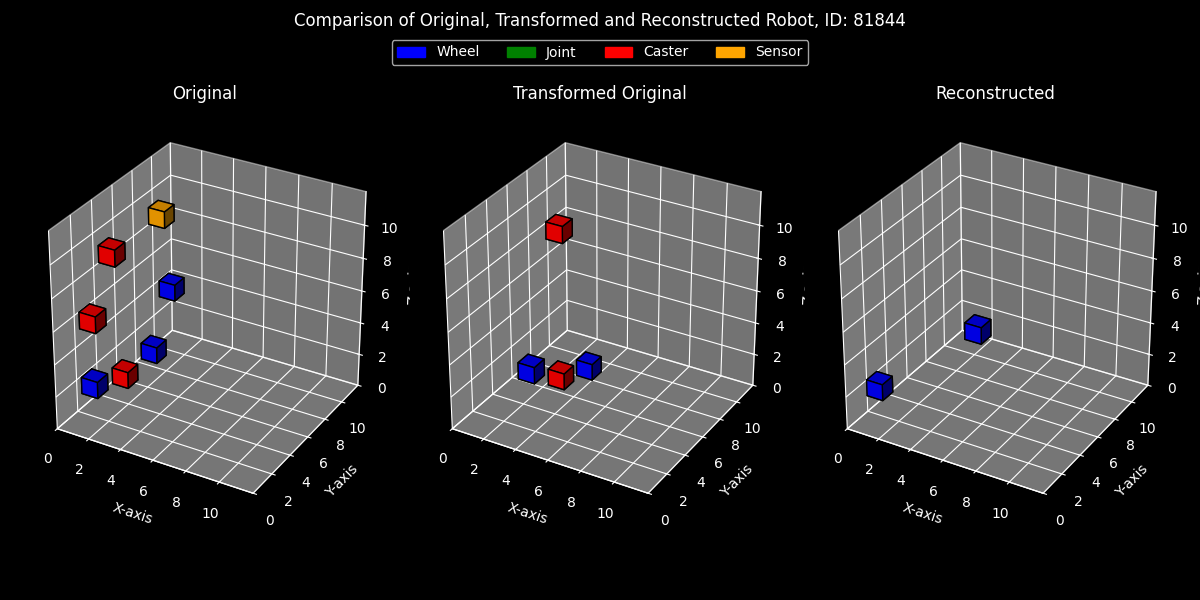 Comparison of Original, Transformed and Reconstructed Robot, ID: 81844
Wheel Joint Caster Sensor
Original Transformed Original Reconstructed
10 10 10
8 8 8
6 6 6
4 4 4
2 2 2
0 0 0
0 2 4 6 8 10 0 2 4 6 8 10 0 2 4 6 8 10
0 2 4 6 8 10 0 2 4 6 8 10 0 2 4 6 8 10
X-axis Y-axis X-axis Y-axis X-axis Y-axis